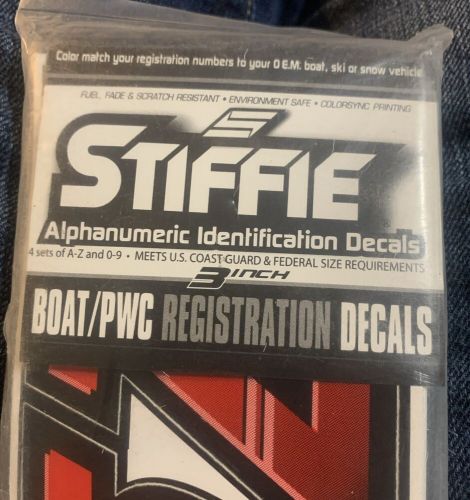 Color match your registration numbers to your O.E.M. boat, ski or snow vehicle
FUEL, FADE & SCRATCH RESISTANT • ENVIRONMENT SAFE • COLORSYNC PRINTING
STIFFIE
Alphanumeric Identification Decals
4 sets of A-Z and 0-9 • MEETS U.S. COAST GUARD & FEDERAL SIZE REQUIREMENTS
3 INCH
BOAT/PWC REGISTRATION DECALS